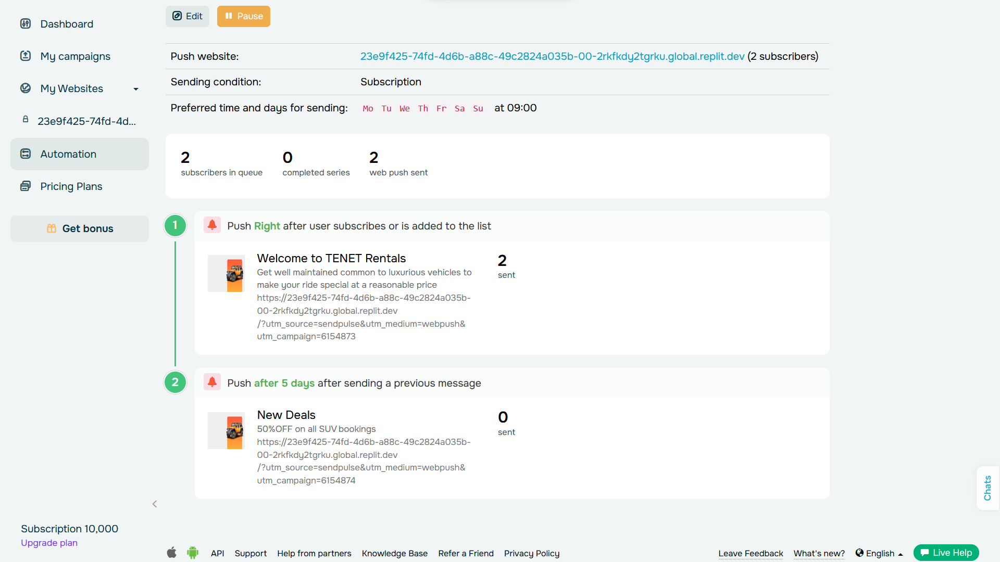 Dashboard
My campaigns
My Websites
23e9f425-74fd-4d...
Automation
Pricing Plans
Get bonus
Subscription 10,000
Upgrade plan
Edit
Pause
Push website: 23e9f425-74fd-4d6b-a88c-49c2824a035b-00-2rkfkdy2tgrku.global.replit.dev (2 subscribers)
Sending condition: Subscription
Preferred time and days for sending: Mo Tu We Th Fr Sa Su at 09:00
2 0 2
subscribers in queue completed series web push sent
1 Push Right after user subscribes or is added to the list
Welcome to TENET Rentals
Get well maintained common to luxurious vehicles to
make your ride special at a reasonable price
https://23e9f425-74fd-4d6b-a88c-49c2824a035b-
00-2rkfkdy2tgrku.global.replit.dev
/?utm_source=sendpulse&utm_medium=webpush&
utm_campaign=6154873
2
sent
2 Push after 5 days after sending a previous message
New Deals
50%OFF on all SUV bookings
https://23e9f425-74fd-4d6b-a88c-49c2824a035b-
00-2rkfkdy2tgrku.global.replit.dev
/?utm_source=sendpulse&utm_medium=webpush&
utm_campaign=6154874
0
sent
Chats
API Support Help from partners Knowledge Base Refer a Friend Privacy Policy Leave Feedback What's new? English Live Help